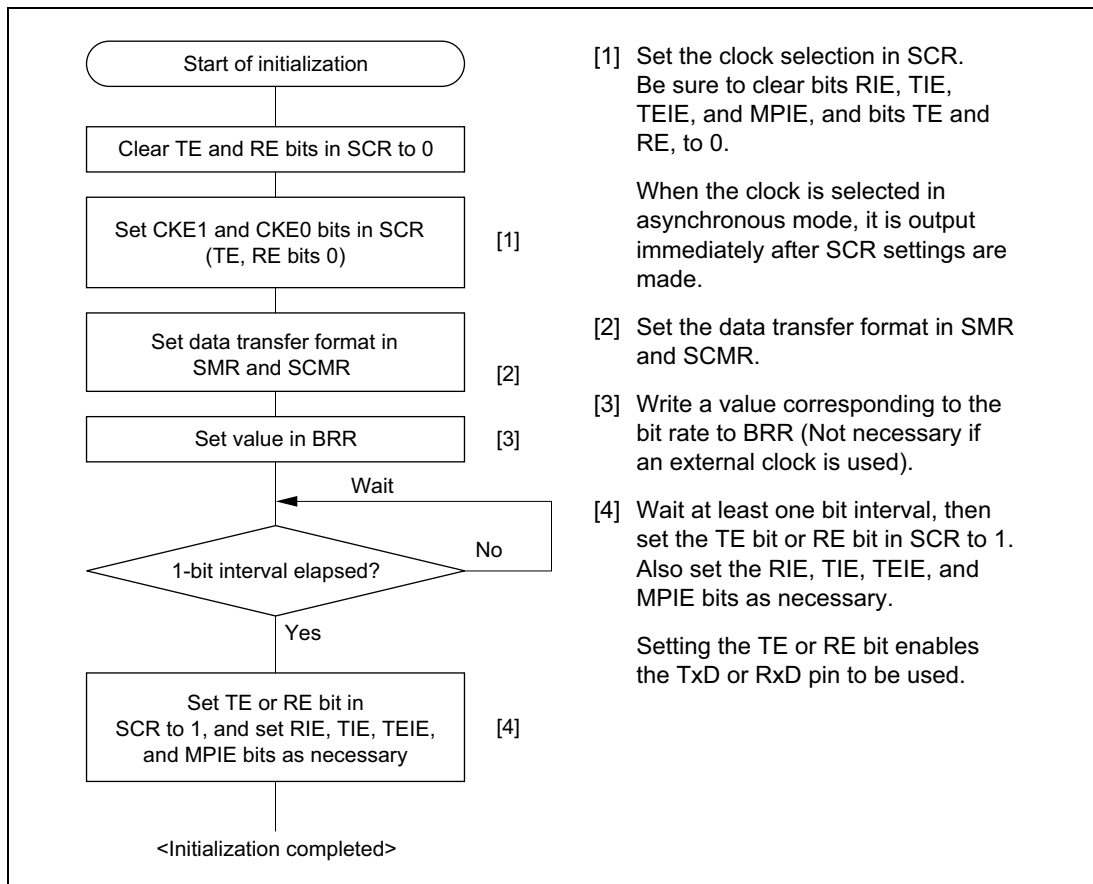 Start of initialization
Clear TE and RE bits in SCR to 0
Set CKE1 and CKE0 bits in SCR
(TE, RE bits 0)
[1]
Set data transfer format in
SMR and SCMR
[2]
Set value in BRR
[3]
Wait
1-bit interval elapsed?
No
Yes
Set TE or RE bit in
SCR to 1, and set RIE, TIE, TEIE,
and MPIE bits as necessary
[4]
<Initialization completed>
[1] Set the clock selection in SCR.
Be sure to clear bits RIE, TIE,
TEIE, and MPIE, and bits TE and
RE, to 0.
When the clock is selected in
asynchronous mode, it is output
immediately after SCR settings are
made.
[2] Set the data transfer format in SMR
and SCMR.
[3] Write a value corresponding to the
bit rate to BRR (Not necessary if
an external clock is used).
[4] Wait at least one bit interval, then
set the TE bit or RE bit in SCR to 1.
Also set the RIE, TIE, TEIE, and
MPIE bits as necessary.
Setting the TE or RE bit enables
the TxD or RxD pin to be used.